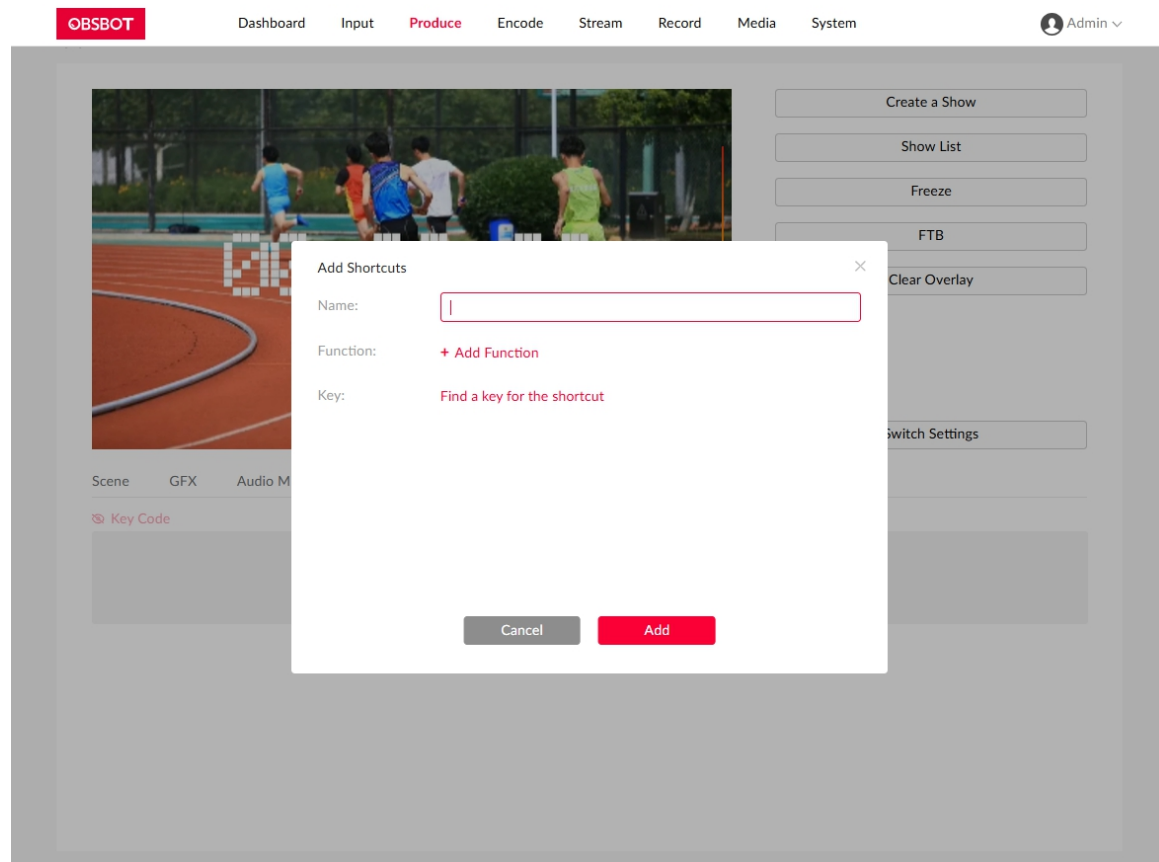 OBSBOT
Dashboard Input Produce Encode Stream Record Media System Admin
Create a Show
Show List
Freeze
FTB
Clear Overlay
Switch Settings
Scene GFX Audio M
Key Code
Add Shortcuts
Name:
Function: + Add Function
Key: Find a key for the shortcut
Cancel Add